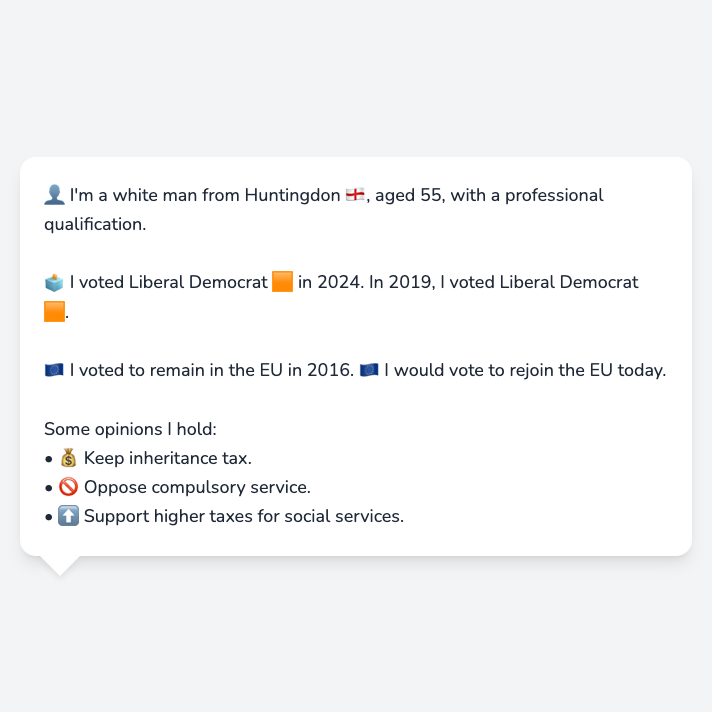 👤 I'm a white man from Huntingdon 🏴󠁧󠁢󠁥󠁮󠁧󠁿, aged 55, with a professional
qualification.
🗳️ I voted Liberal Democrat 🟧 in 2024. In 2019, I voted Liberal Democrat
🟧.
🇪🇺 I voted to remain in the EU in 2016. 🇪🇺 I would vote to rejoin the EU today.
Some opinions I hold:
• 💰 Keep inheritance tax.
• 🚫 Oppose compulsory service.
• ⬆️ Support higher taxes for social services.